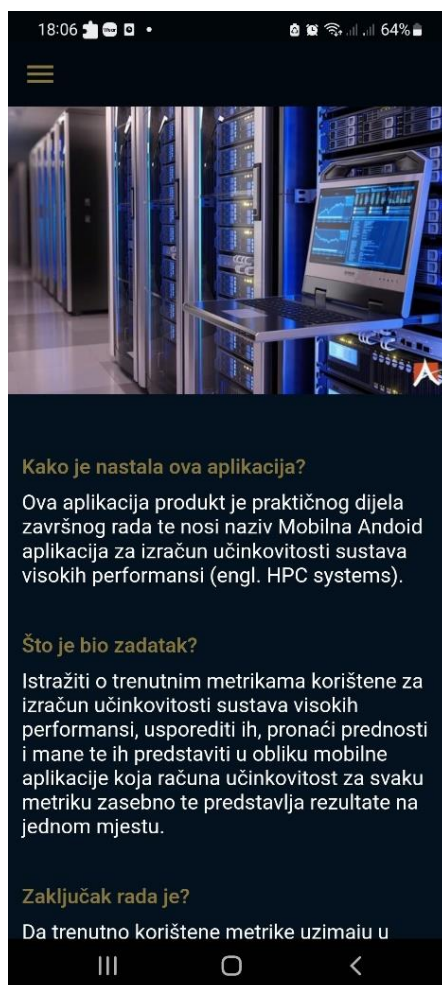 18:06
64%
Kako je nastala ova aplikacija?
Ova aplikacija produkt je praktičnog dijela
završnog rada te nosi naziv Mobilna Andoid
aplikacija za izračun učinkovitosti sustava
visokih performansi (engl. HPC systems).
Što je bio zadatak?
Istražiti o trenutnim metrikama korištene za
izračun učinkovitosti sustava visokih
performansi, usporediti ih, pronaći prednosti
i mane te ih predstaviti u obliku mobilne
aplikacije koja računa učinkovitost za svaku
metriku zasebno te predstavlja rezultate na
jednom mjestu.
Zaključak rada je?
Da trenutno korištene metrike uzimaju u